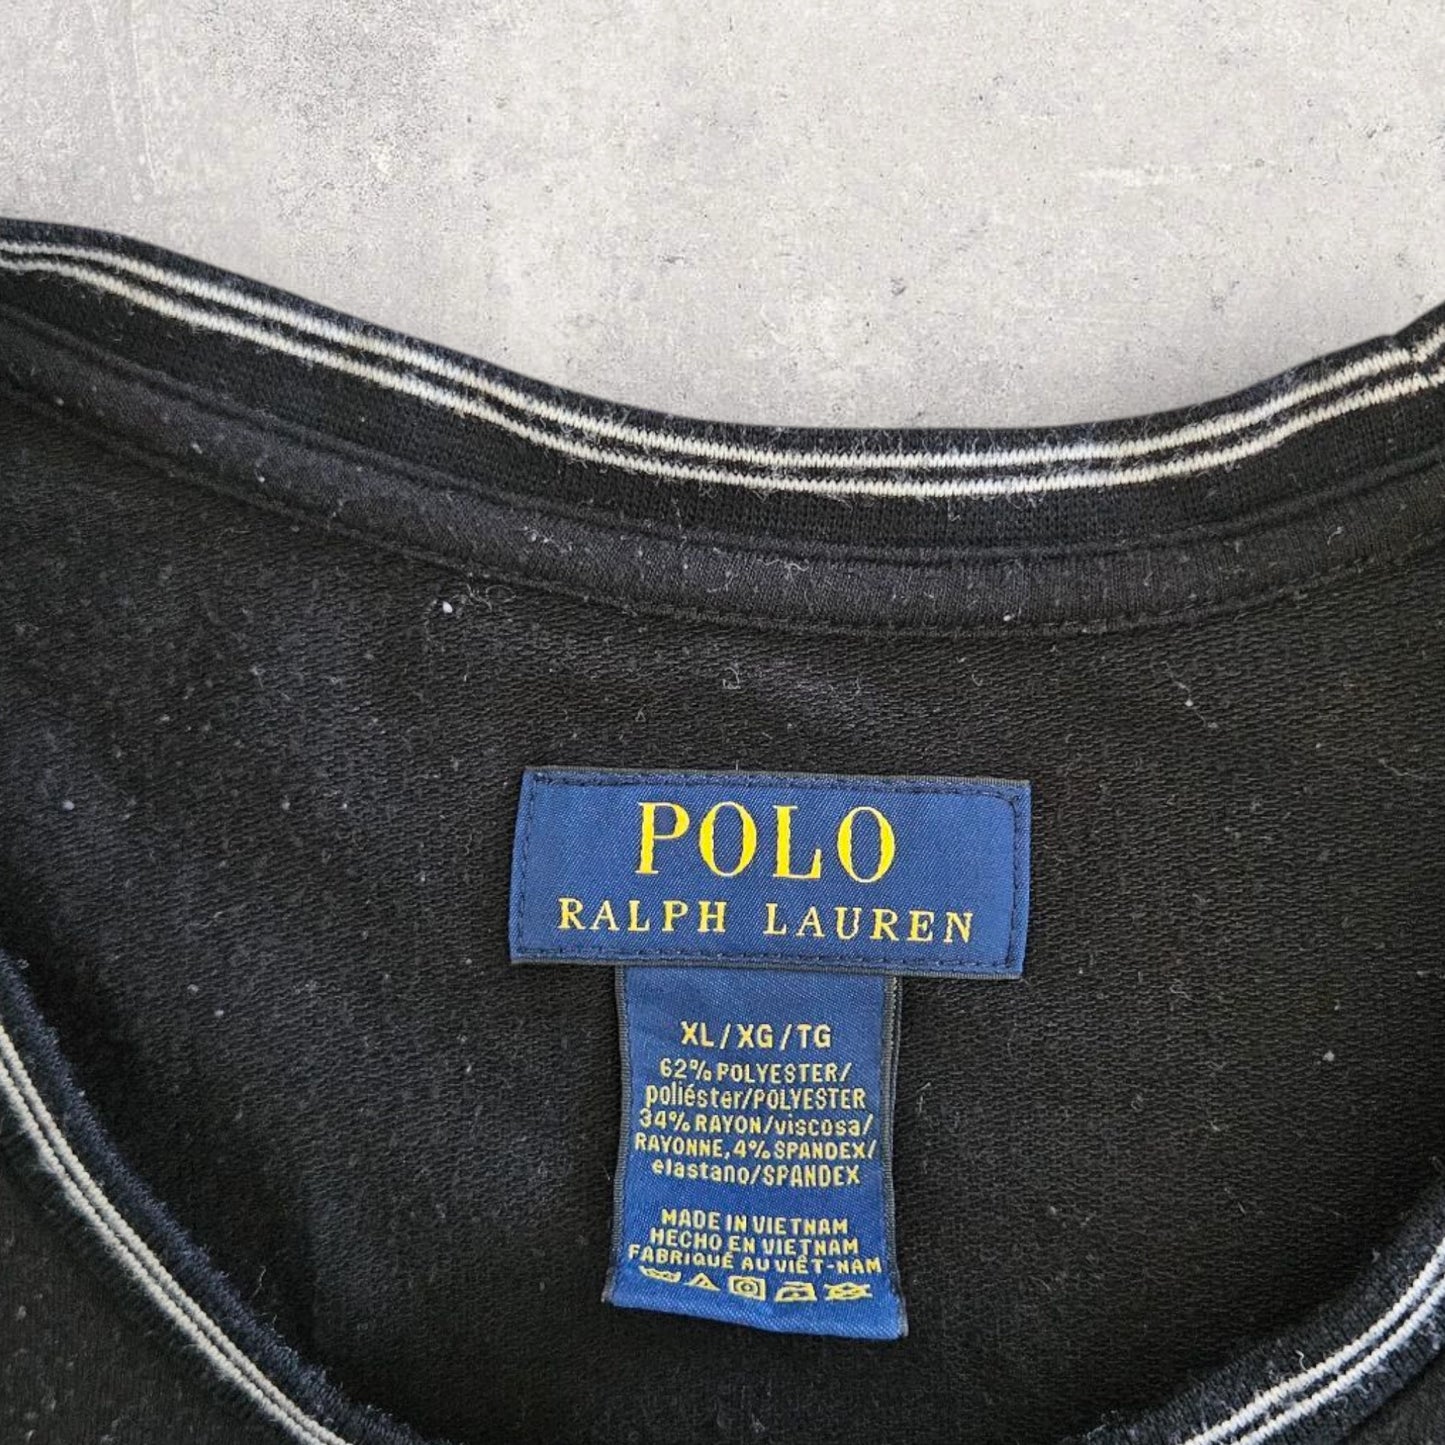 POLO
RALPH LAUREN
XL/XG/TG
62% POLYESTER/
poliéster/POLYESTER
34% RAYON/viscosa/
RAYONNE, 4% SPANDEX/
elastano/SPANDEX
MADE IN VIETNAM
HECHO EN VIETNAM
FABRIQUÉ AU VIÊT-NAM